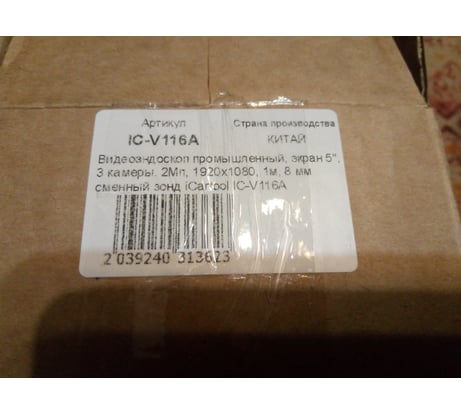 Артикул
Страна производства
IC-V116A
КИТАЙ
Видеоэндоскоп промышленный, экран 5",
3 камеры, 2Мп, 1920x1080, 1м, 8 мм
сменный зонд iCartool IC-V116A
2 039240 313623